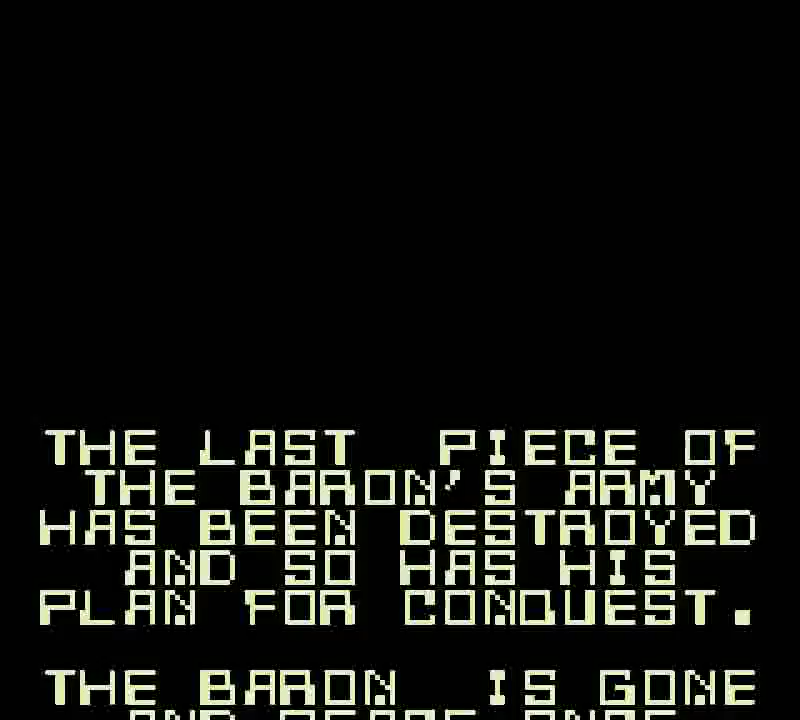 THE LAST PIECE OF
THE BARON'S ARMY
HAS BEEN DESTROYED
AND SO HAS HIS
PLAN FOR CONQUEST.
THE BARON IS GONE